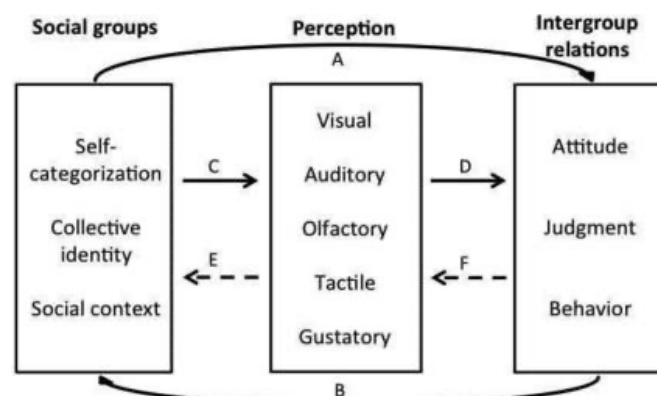 Social groups
Perception
Intergroup
relations
A
Self-
categorization
Collective
identity
Social context
C
E
Visual
Auditory
Olfactory
Tactile
Gustatory
D
F
Attitude
Judgment
Behavior
B